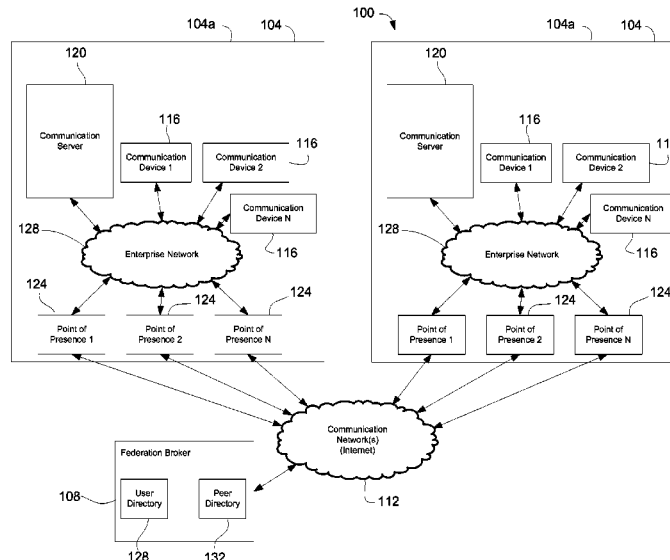 100
104a
104
104a
104
120
120
Communication
Server
116
116
Communication
Device 1
Communication
Device 2
Communication
Device N
116
128
Enterprise Network
124
124
124
Point of
Presence 1
Point of
Presence 2
Point of
Presence N
Communication
Server
116
11
Communication
Device 1
Communication
Device 2
Communication
Device N
116
128
Enterprise Network
124
124
Point of
Presence 1
Point of
Presence 2
Point of
Presence N
Communication
Network(s)
(Internet)
112
Federation Broker
108
User
Directory
Peer
Directory
128
132